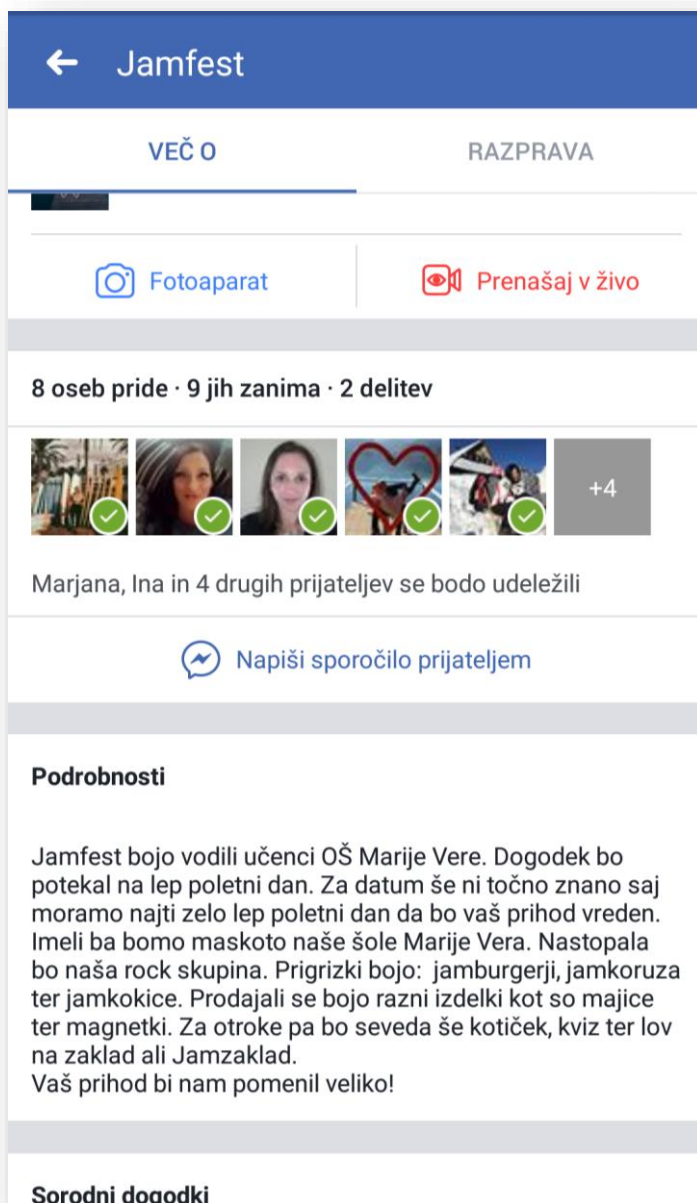 Jamfest
VEČ O
RAZPRAVA
Fotoaparat
Prenašaj v živo
8 oseb pride · 9 jih zanima · 2 delitev
+4
Marjana, Ina in 4 drugih prijateljev se bodo udeležili
Napiši sporočilo prijateljem
Podrobnosti
Jamfest bojo vodili učenci OŠ Marije Vere. Dogodek bo
potekal na lep poletni dan. Za datum še ni točno znano saj
moramo najti zelo lep poletni dan da bo vaš prihod vreden.
Imeli ba bomo maskoto naše šole Marije Vera. Nastopala
bo naša rock skupina. Prigrizki bojo:  jamburgerji, jamkoruza
ter jamkokice. Prodajali se bojo razni izdelki kot so majice
ter magnetki. Za otroke pa bo seveda še kotiček, kviz ter lov
na zaklad ali Jamzaklad.
Vaš prihod bi nam pomenil veliko!
Sorodni dogodki